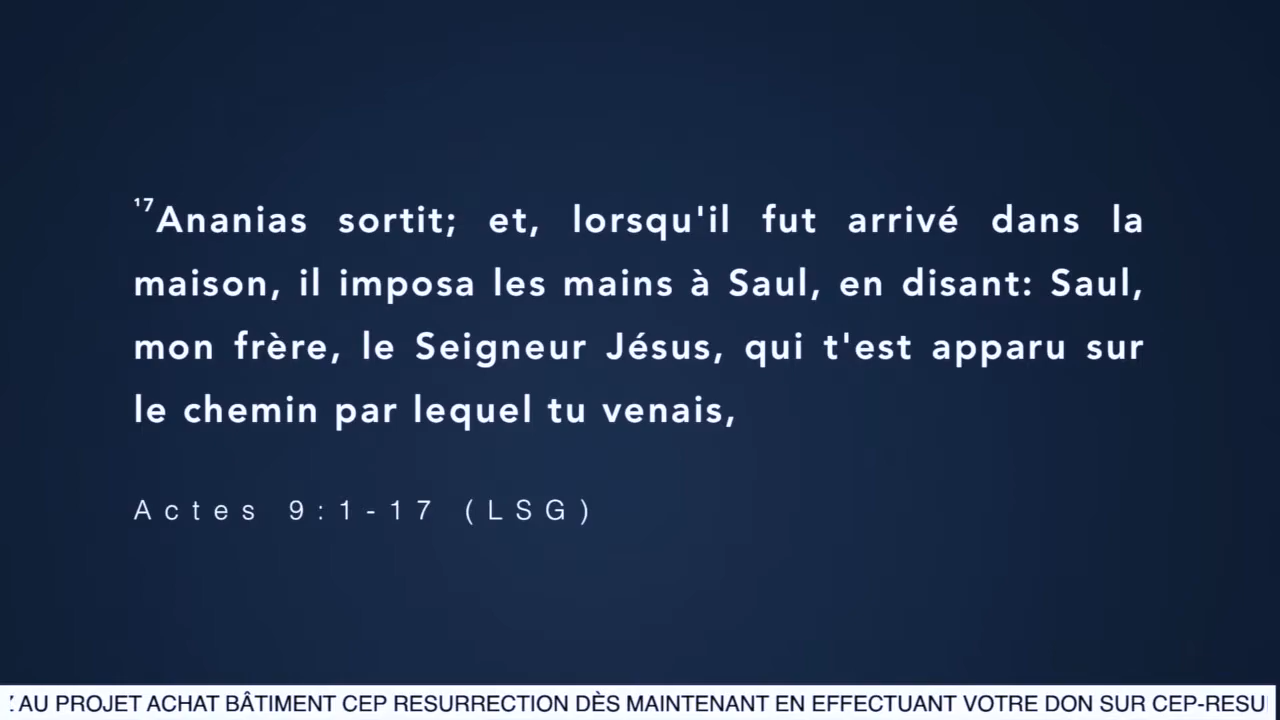 ¹⁷Ananias sortit; et, lorsqu'il fut arrivé dans la
maison, il imposa les mains à Saul, en disant: Saul,
mon frère, le Seigneur Jésus, qui t'est apparu sur
le chemin par lequel tu venais,
Actes 9:1-17 (LSG)
AU PROJET ACHAT BÂTIMENT CEP RESURRECTION DÈS MAINTENANT EN EFFECTUANT VOTRE DON SUR CEP-RESU